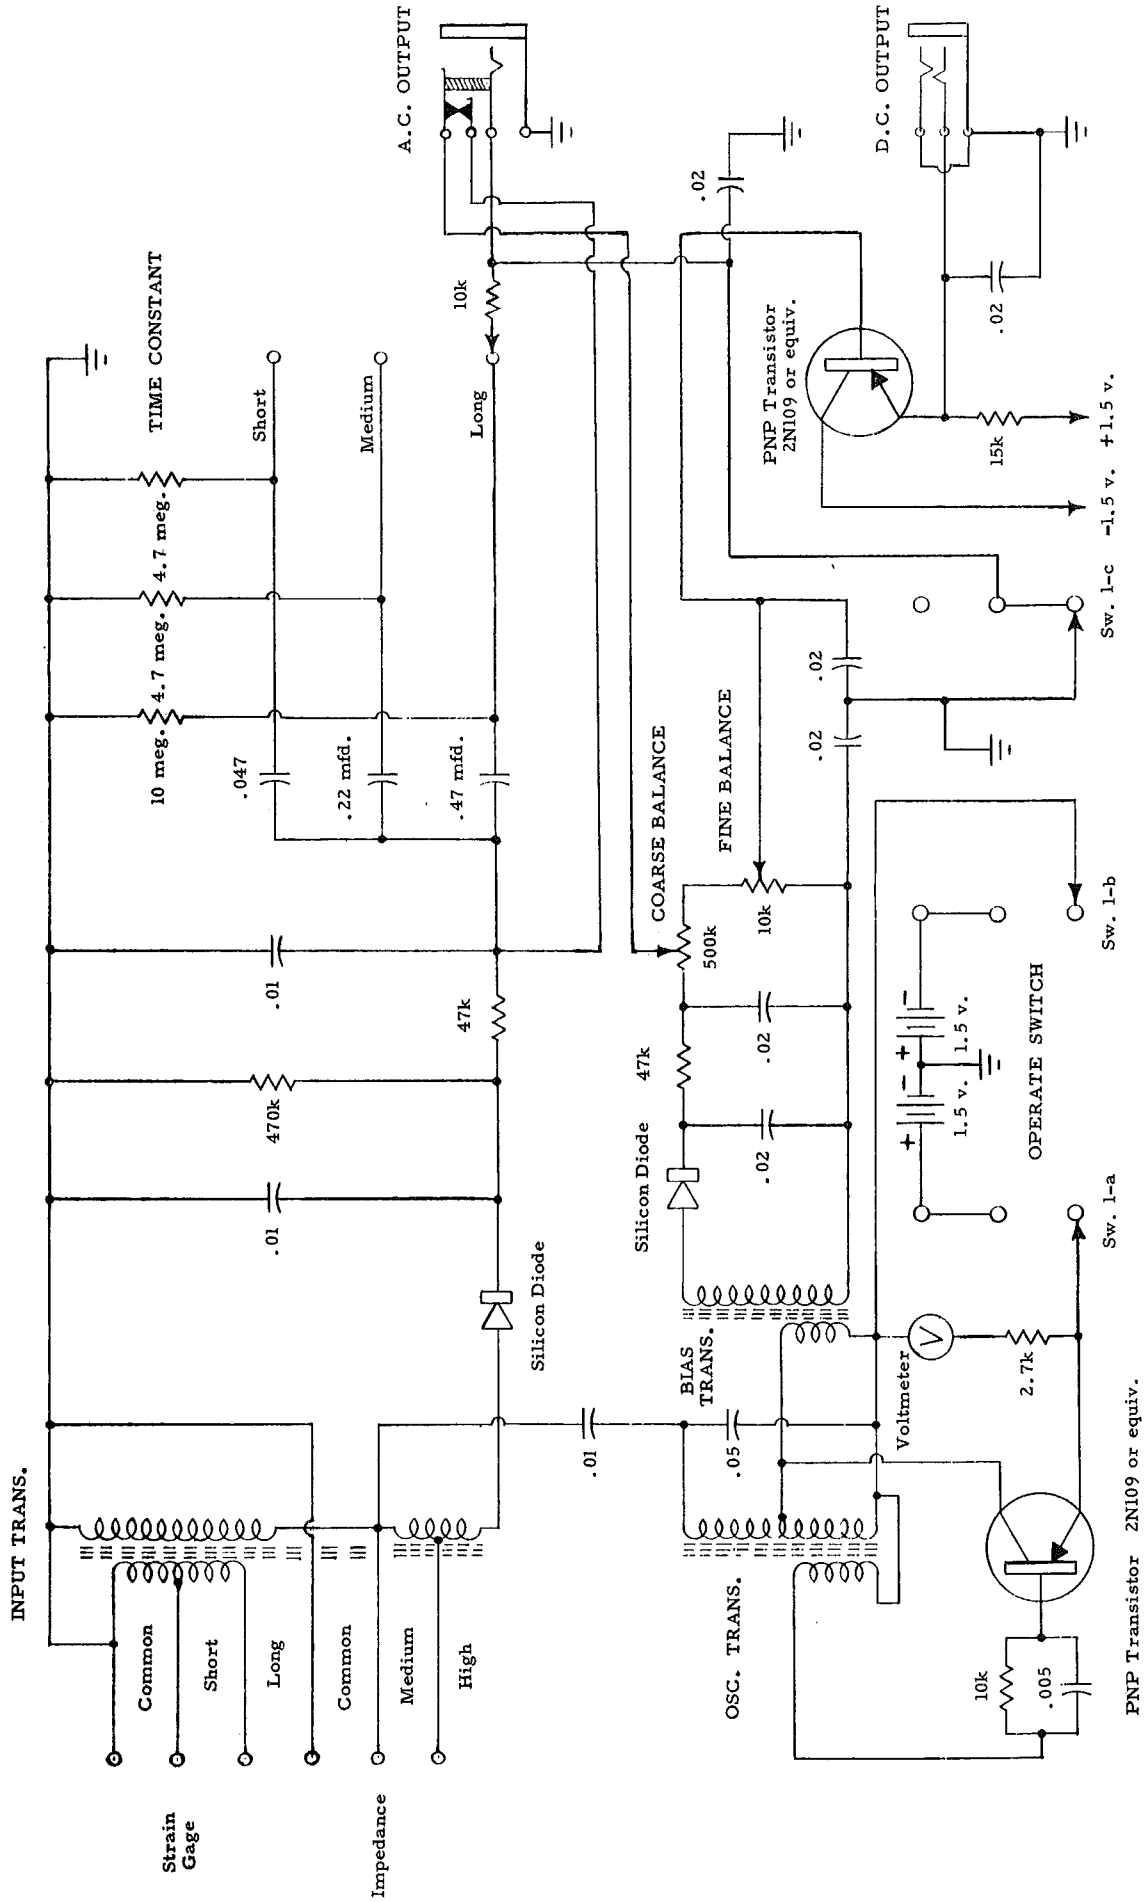 INPUT TRANS.
Strain
Gage
Common
Short
Long
Impedance
Common
Medium
High
.01
470k
47k
.01
Silicon Diode
10 meg.
4.7 meg.
4.7 meg.
TIME CONSTANT
.047
.22 mfd.
.47 mfd.
Short
Medium
Long
10k
A.C. OUTPUT
.01
.05
OSC. TRANS.
BIAS
TRANS.
Silicon Diode
47k
.02
.02
COARSE BALANCE
500k
FINE BALANCE
10k
.02
.02
.02
PNP Transistor
2N109 or equiv.
D.C. OUTPUT
.02
15k
-1.5 v.
+1.5 v.
Voltmeter
V
2.7k
10k
.005
PNP Transistor 2N109 or equiv.
+ - + -
1.5 v. 1.5 v.
OPERATE SWITCH
Sw. 1-a
Sw. 1-b
Sw. 1-c